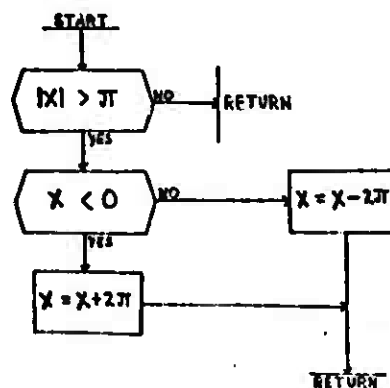 START
|X| > π
NO
RETURN
YES
X < 0
NO
X = X-2π
YES
X = X+2π
RETURN